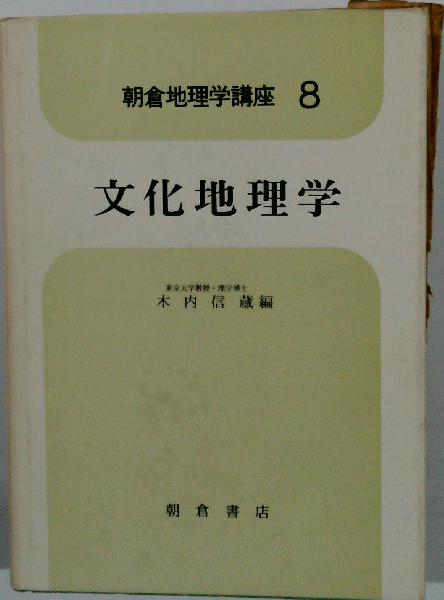 朝倉地理学講座 8
文化地理学
東京大学教授・理学博士
木内信蔵編
朝倉書店